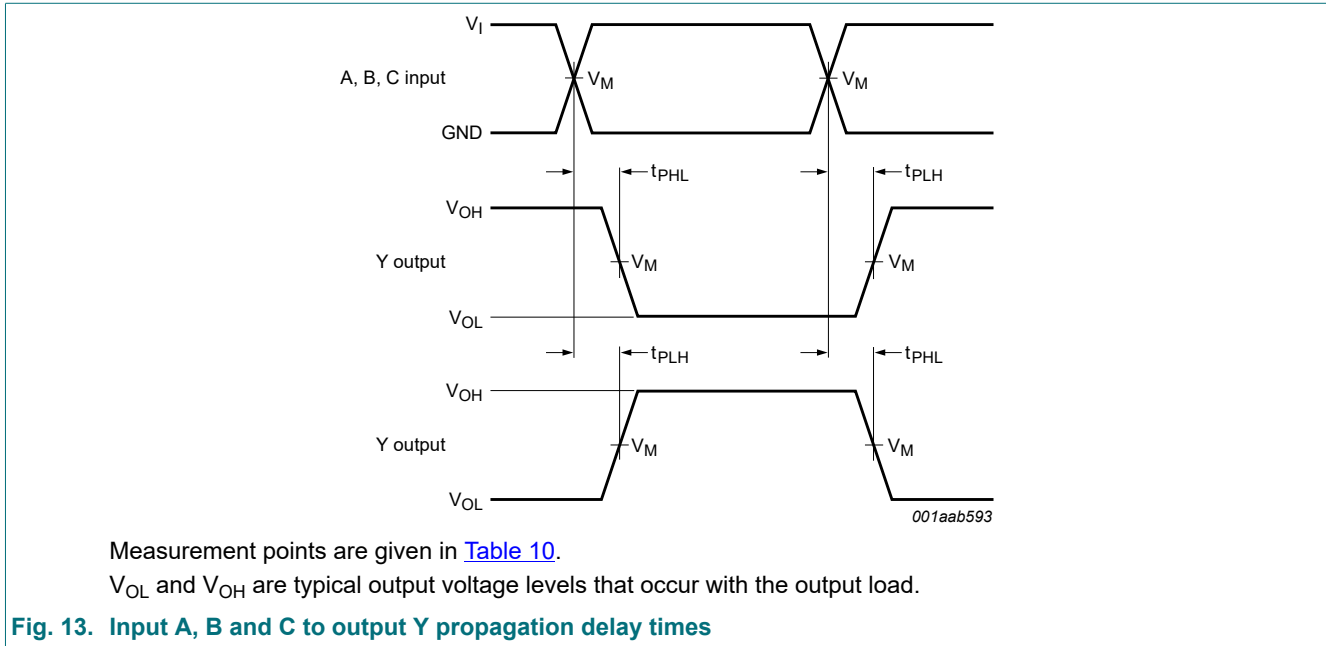 V_I
A, B, C input
V_M
V_M
GND
t_PHL
t_PLH
V_OH
Y output
V_M
V_M
V_OL
t_PLH
t_PHL
V_OH
Y output
V_M
V_M
V_OL
001aab593
Measurement points are given in Table 10.
V_OL and V_OH are typical output voltage levels that occur with the output load.
Fig. 13. Input A, B and C to output Y propagation delay times